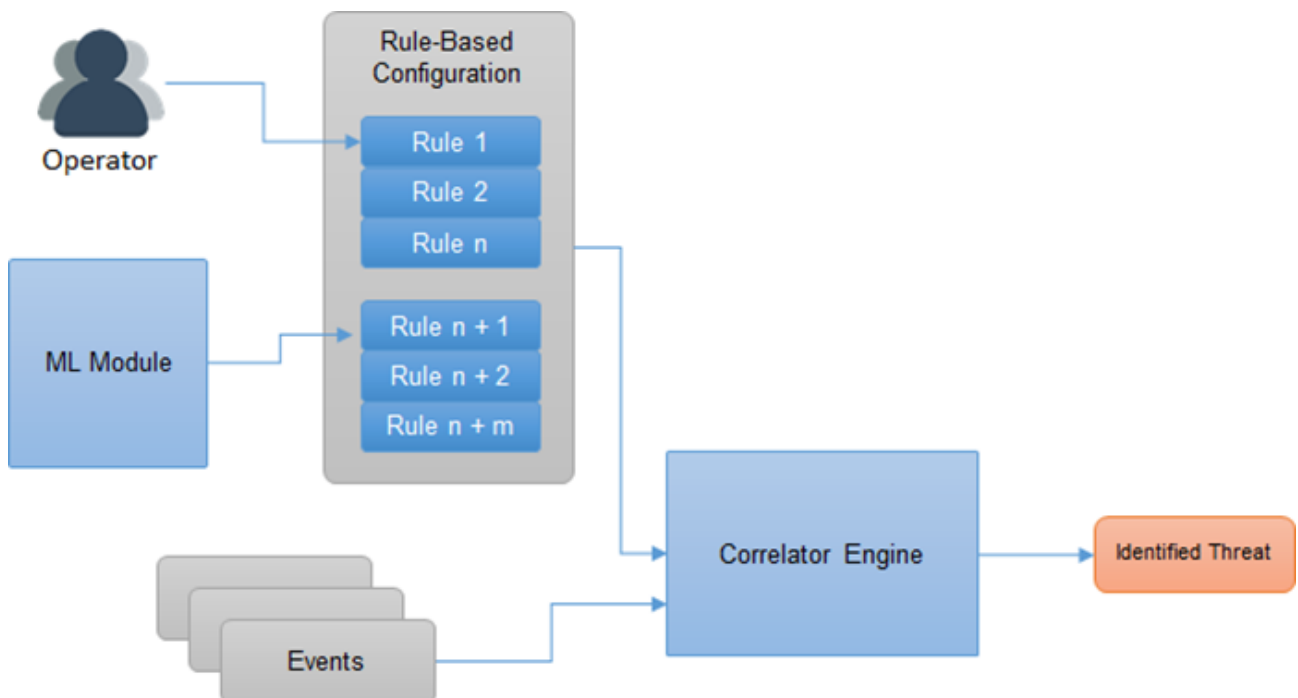 Rule-Based
Configuration
Operator
Rule 1
Rule 2
Rule n
ML Module
Rule n + 1
Rule n + 2
Rule n + m
Correlator Engine
Identified Threat
Events